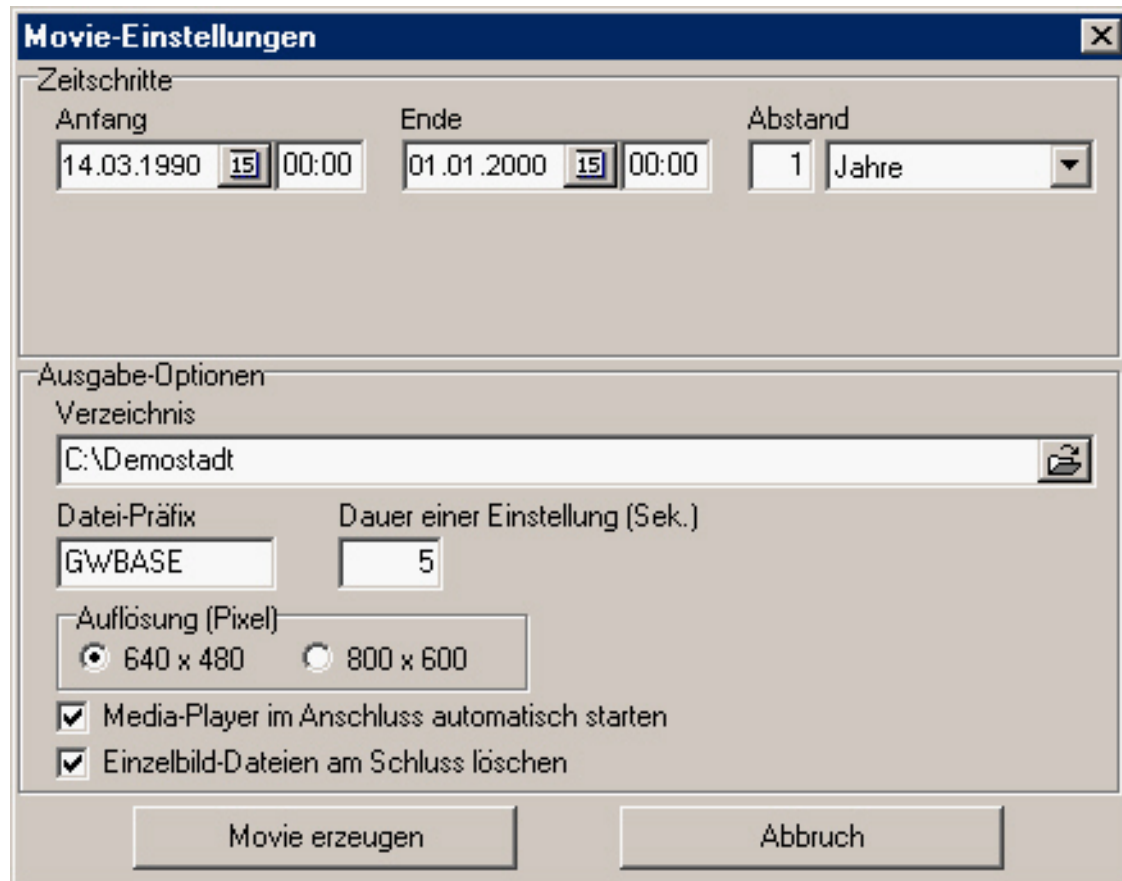 Movie-Einstellungen
Zeitschritte
Anfang Ende Abstand
14.03.1990 15 00:00 01.01.2000 15 00:00 1 Jahre
Ausgabe-Optionen
Verzeichnis
C:\Demostadt
Datei-Präfix Dauer einer Einstellung (Sek.)
GWBASE 5
Auflösung (Pixel)
640 x 480 800 x 600
Media-Player im Anschluss automatisch starten
Einzelbild-Dateien am Schluss löschen
Movie erzeugen Abbruch